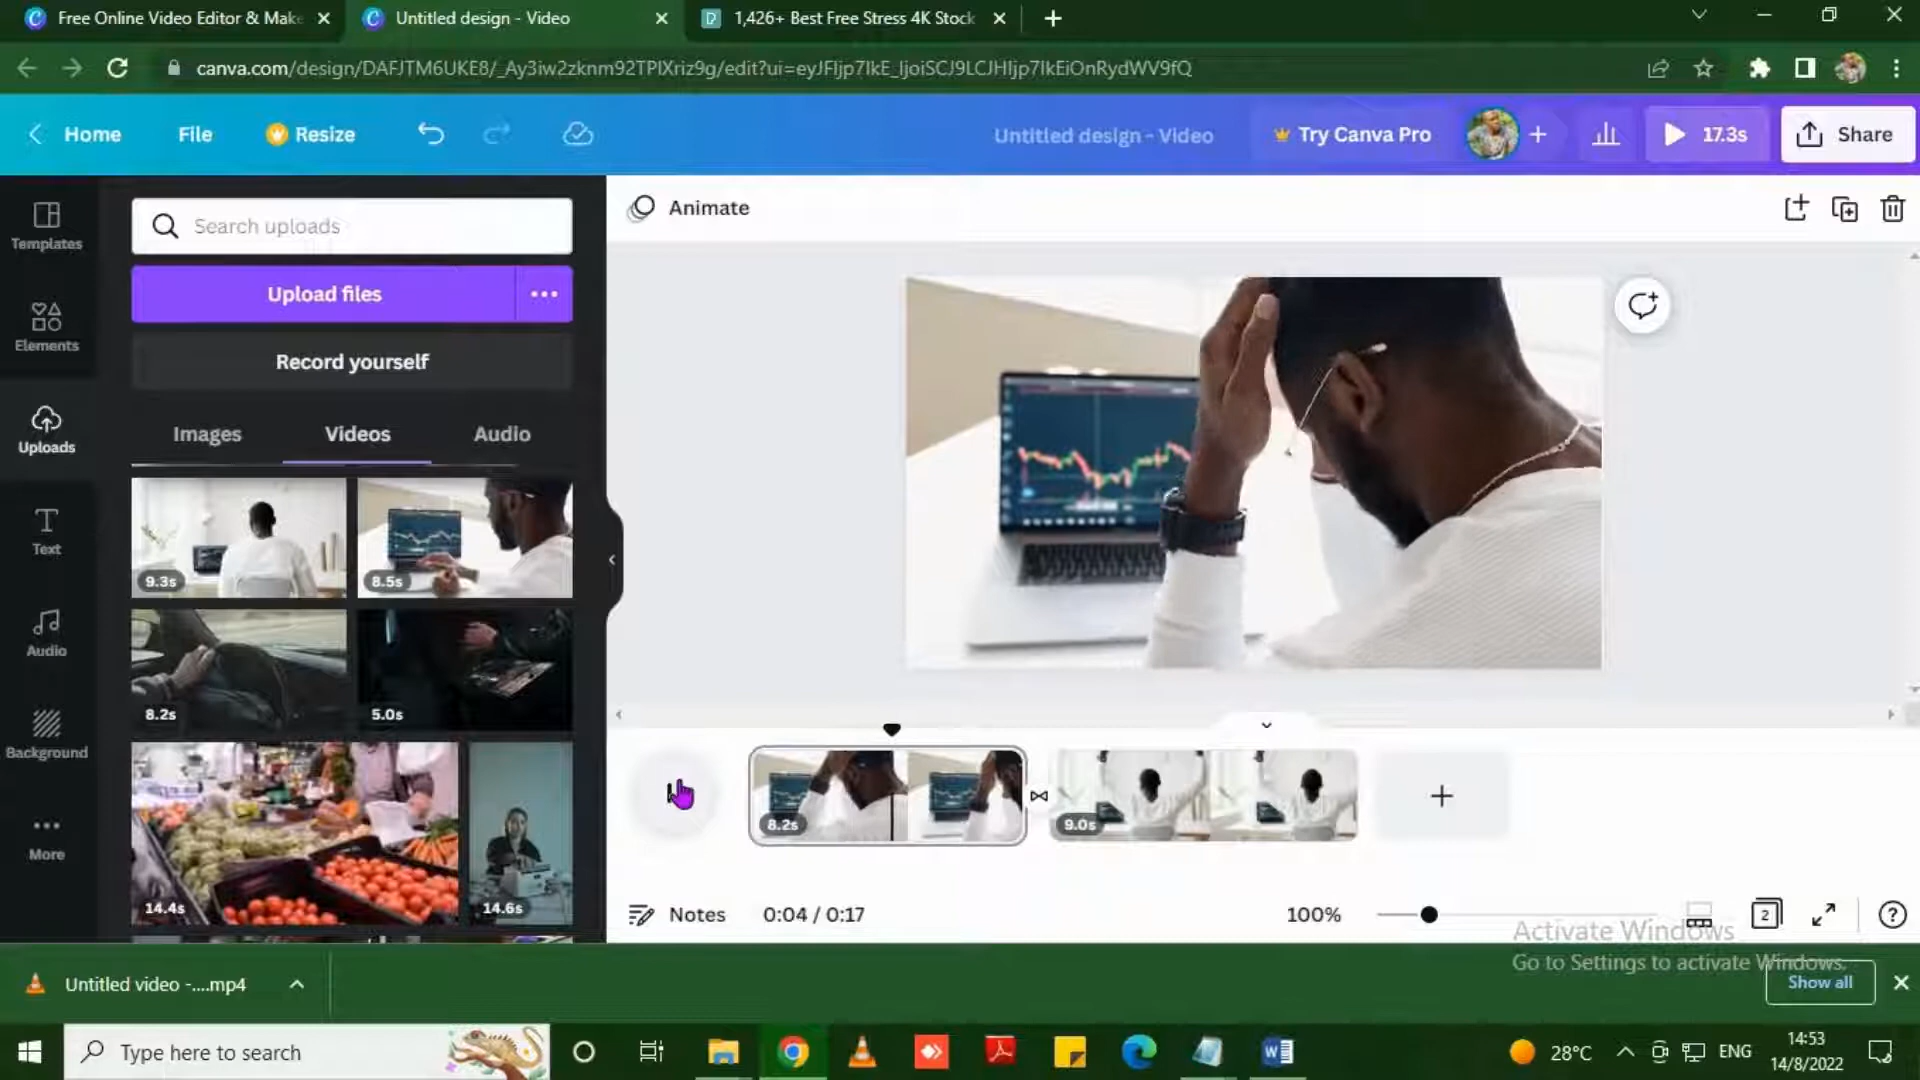 Free Online Video Editor & Make
Untitled design - Video
1,426+ Best Free Stress 4K Stock
canva.com/design/DAFJTM6UKE8/_Ay3iw2zknm92TPlXriz9g/edit?ui=eyJFIjp7IkE_IjoiSCJ9LCJHIjp7IkEiOnRydWV9fQ
Home
File
Resize
Untitled design - Video
Try Canva Pro
17.3s
Share
Templates
Elements
Uploads
Text
Audio
Background
More
Search uploads
Upload files
Record yourself
Images
Videos
Audio
9.3s
8.5s
8.2s
5.0s
14.4s
14.6s
Animate
8.2s
9.0s
Notes
0:04 / 0:17
100%
2
Activate Windows
Go to Settings to activate Windows.
Untitled video -....mp4
Show all
Type here to search
28°C
ENG
14:53
14/8/2022